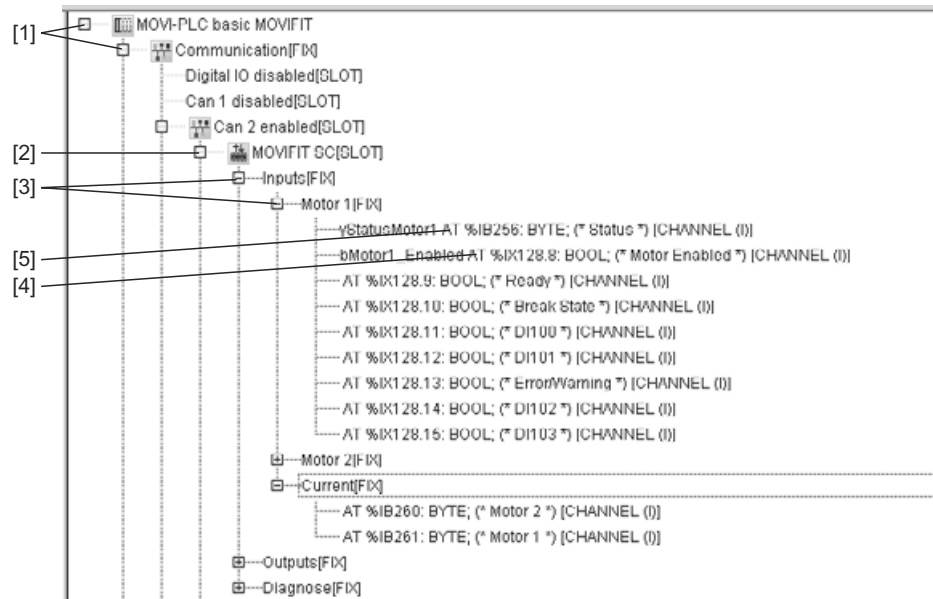 MOVI-PLC basic MOVIFIT
[1]
Communication[FIX]
Digital IO disabled[SLOT]
Can 1 disabled[SLOT]
Can 2 enabled[SLOT]
[2] MOVIFIT SC[SLOT]
[3] Inputs[FIX]
Motor 1[FIX]
yStatusMotor1 AT %IB256: BYTE; (* Status *) [CHANNEL (I)]
[5] bMotor1_Enabled AT %IX128.8: BOOL; (* Motor Enabled *) [CHANNEL (I)]
[4] AT %IX128.9: BOOL; (* Ready *) [CHANNEL (I)]
AT %IX128.10: BOOL; (* Break State *) [CHANNEL (I)]
AT %IX128.11: BOOL; (* DI100 *) [CHANNEL (I)]
AT %IX128.12: BOOL; (* DI101 *) [CHANNEL (I)]
AT %IX128.13: BOOL; (* Error/Warning *) [CHANNEL (I)]
AT %IX128.14: BOOL; (* DI102 *) [CHANNEL (I)]
AT %IX128.15: BOOL; (* DI103 *) [CHANNEL (I)]
Motor 2[FIX]
Current[FIX]
AT %IB260: BYTE; (* Motor 2 *) [CHANNEL (I)]
AT %IB261: BYTE; (* Motor 1 *) [CHANNEL (I)]
Outputs[FIX]
Diagnose[FIX]